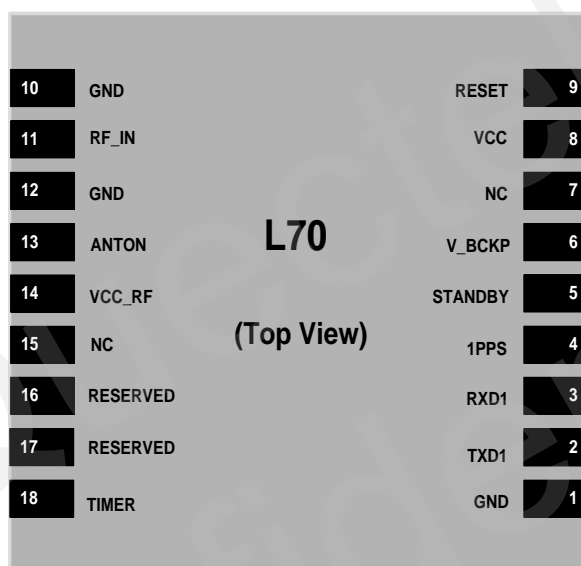 10 GND RESET 9
11 RF_IN VCC 8
12 GND NC 7
13 ANTON L70 V_BCKP 6
14 VCC_RF STANDBY 5
15 NC (Top View) 1PPS 4
16 RESERVED RXD1 3
17 RESERVED TXD1 2
18 TIMER GND 1